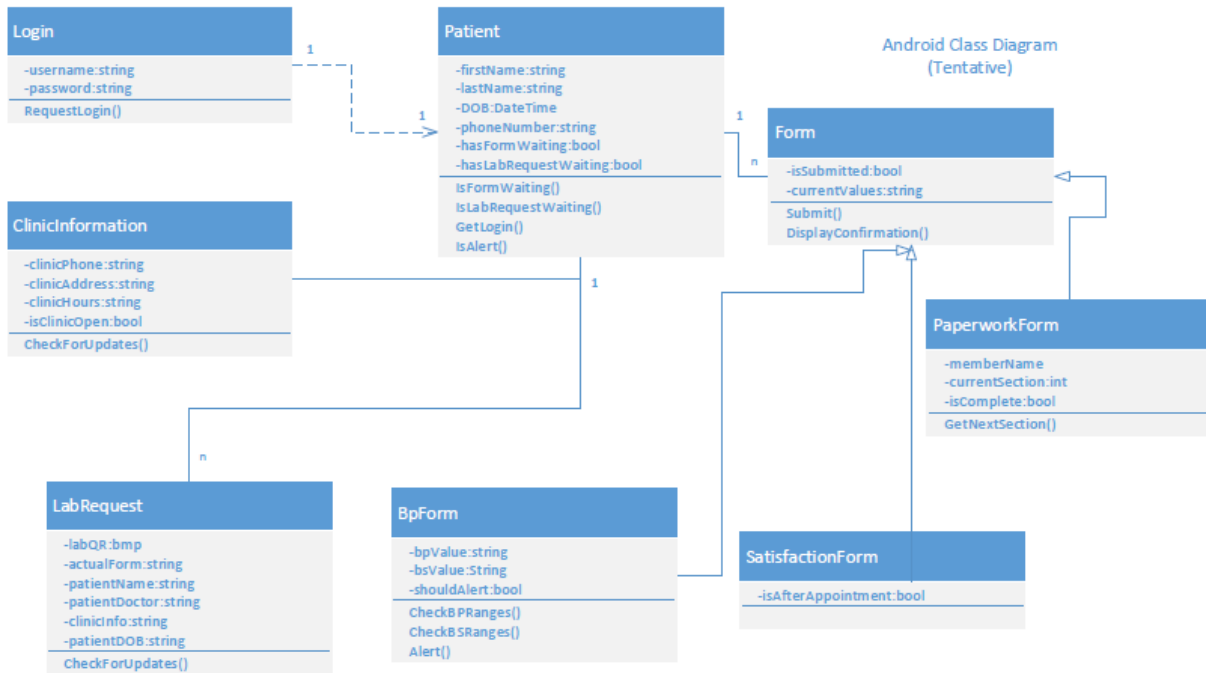 Login
-username:string
-password:string
RequestLogin()
1
1
Patient
-firstName:string
-lastName:string
-DOB:DateTime
-phoneNumber:string
-hasFormWaiting:bool
-hasLabRequestWaiting:bool
IsFormWaiting()
IsLabRequestWaiting()
GetLogin()
IsAlert()
Android Class Diagram
(Tentative)
1
n
Form
-isSubmitted:bool
-currentValues:string
Submit()
DisplayConfirmation()
ClinicInformation
-clinicPhone:string
-clinicAddress:string
-clinicHours:string
-isClinicOpen:bool
CheckForUpdates()
1
n
PaperworkForm
-memberName
-currentSection:int
-isComplete:bool
GetNextSection()
LabRequest
-labQR:bmp
-actualForm:string
-patientName:string
-patientDoctor:string
-clinicInfo:string
-patientDOB:string
CheckForUpdates()
BpForm
-bpValue:string
-bsValue:String
-shouldAlert:bool
CheckBPRanges()
CheckBSRanges()
Alert()
SatisfactionForm
-isAfterAppointment:bool